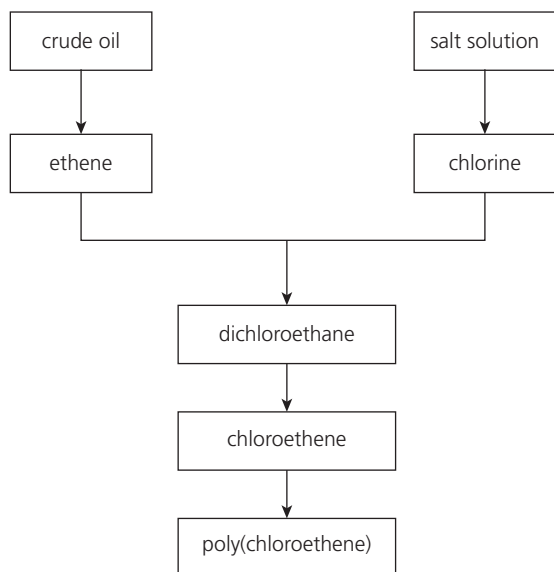 crude oil
salt solution
ethene
chlorine
dichloroethane
chloroethene
poly(chloroethene)